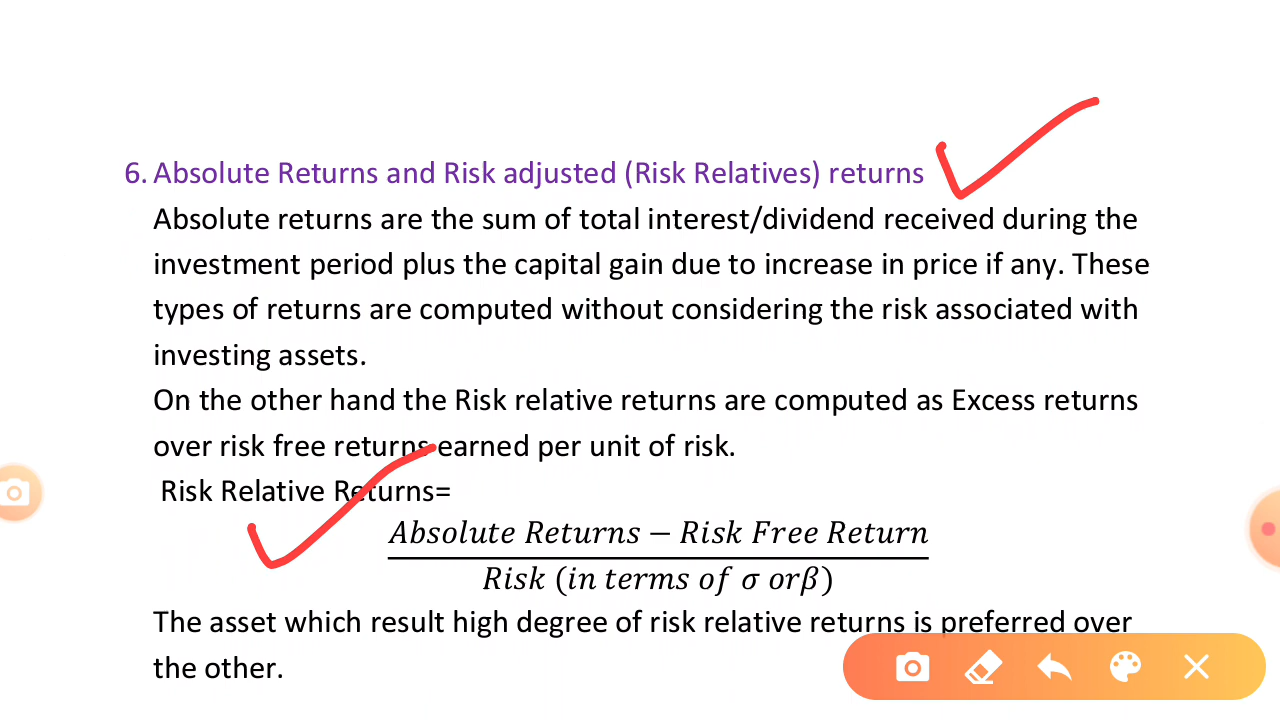 6. Absolute Returns and Risk adjusted (Risk Relatives) returns
Absolute returns are the sum of total interest/dividend received during the
investment period plus the capital gain due to increase in price if any. These
types of returns are computed without considering the risk associated with
investing assets.
On the other hand the Risk relative returns are computed as Excess returns
over risk free returns earned per unit of risk.
Risk Relative Returns=
Absolute Returns − Risk Free Return
Risk (in terms of σ orβ)
The asset which result high degree of risk relative returns is preferred over
the other.